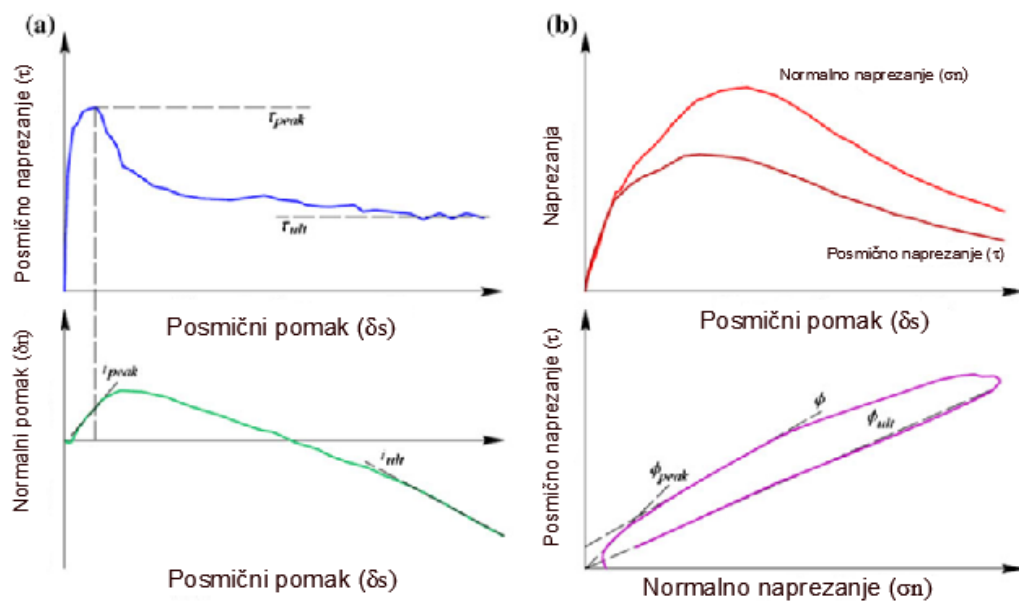 (a)
Posmično naprezanje (τ)
τpeak
τult
Posmični pomak (δs)
Normalni pomak (δn)
ipeak
iult
Posmični pomak (δs)
(b)
Naprezanja
Normalno naprezanje (σn)
Posmično naprezanje (τ)
Posmični pomak (δs)
Posmično naprezanje (τ)
ϕ
ϕult
ϕpeak
Normalno naprezanje (σn)